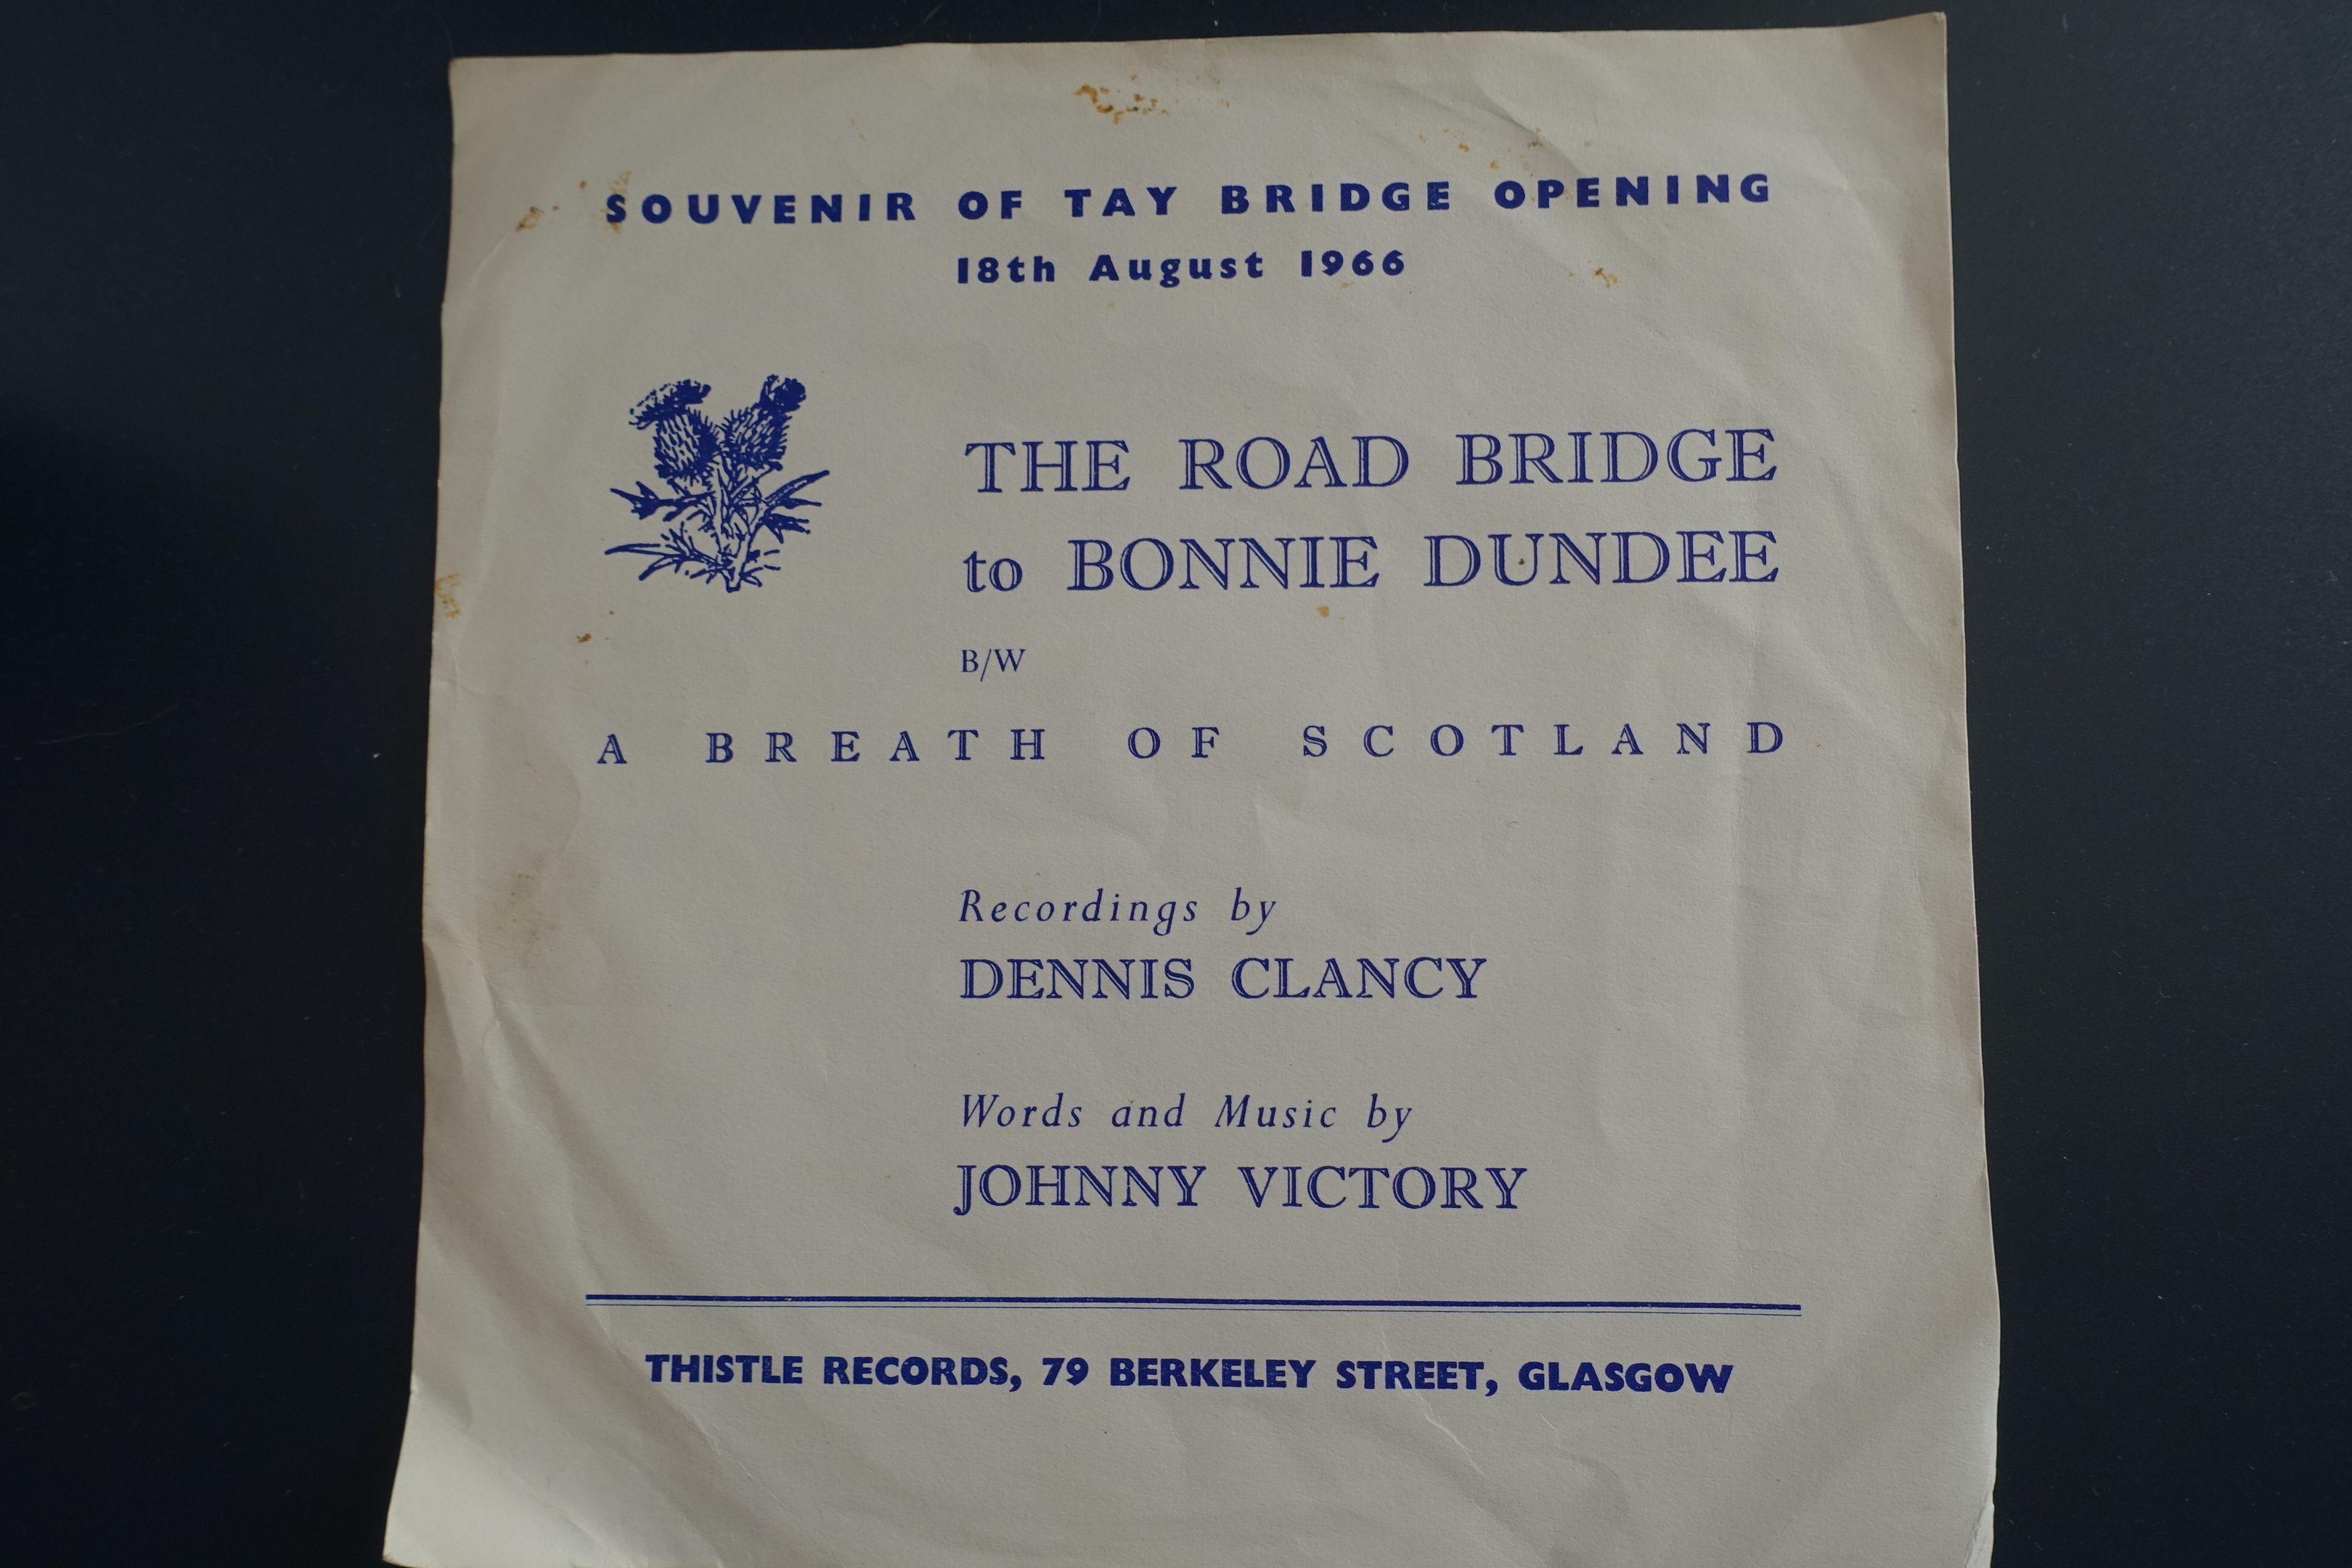 SOUVENIR OF TAY BRIDGE OPENING
18th August 1966
THE ROAD BRIDGE
to BONNIE DUNDEE
B/W
A BREATH OF SCOTLAND
Recordings by
DENNIS CLANCY
Words and Music by
JOHNNY VICTORY
THISTLE RECORDS, 79 BERKELEY STREET, GLASGOW